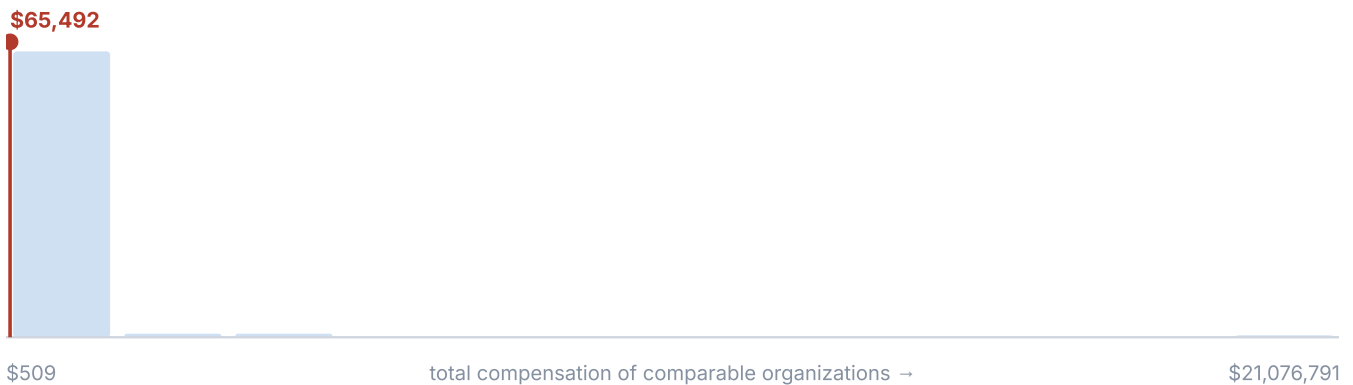 $65,492
$509 total compensation of comparable organizations → $21,076,791